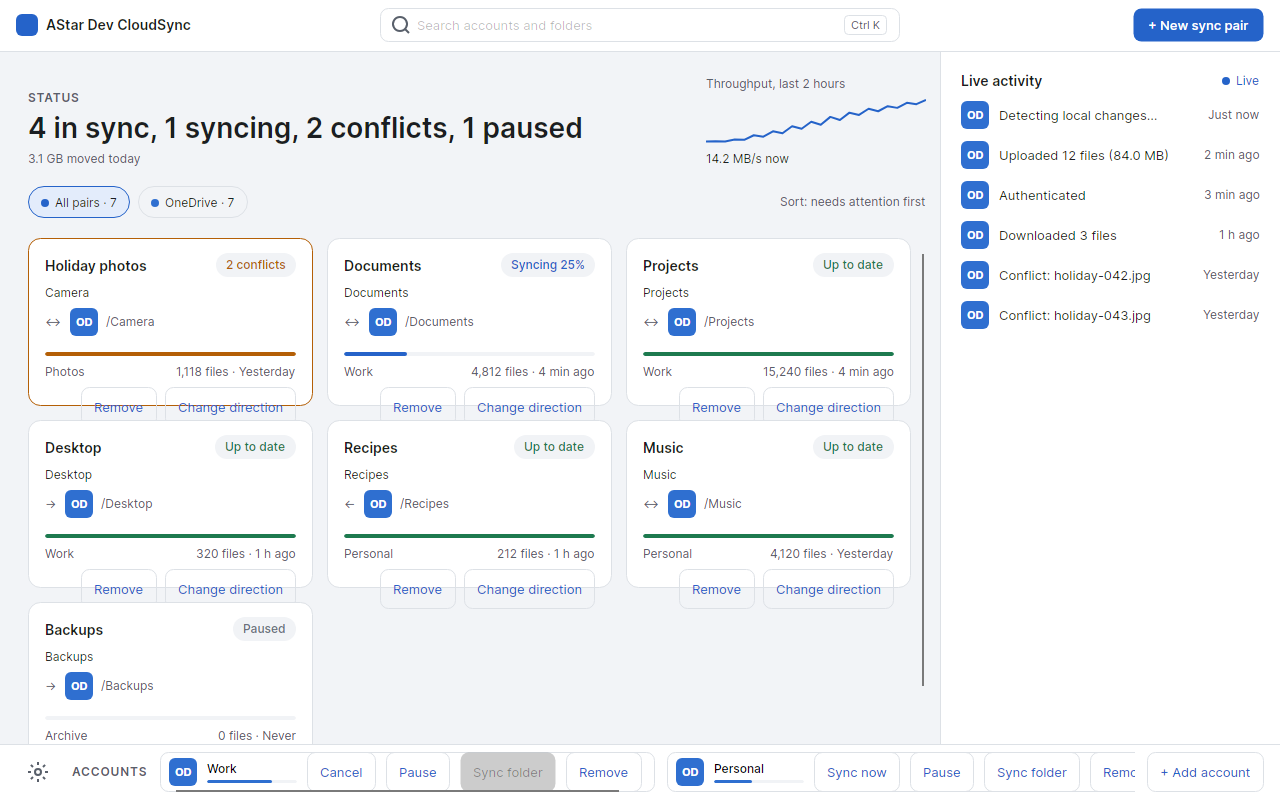 AStar Dev CloudSync
Search accounts and folders
Ctrl K
+ New sync pair
STATUS
4 in sync, 1 syncing, 2 conflicts, 1 paused
3.1 GB moved today
Throughput, last 2 hours
14.2 MB/s now
All pairs · 7
OneDrive · 7
Sort: needs attention first
Holiday photos
2 conflicts
Camera
↔ OD /Camera
Photos
1,118 files · Yesterday
Remove
Change direction
Documents
Syncing 25%
Documents
↔ OD /Documents
Work
4,812 files · 4 min ago
Remove
Change direction
Projects
Up to date
Projects
↔ OD /Projects
Work
15,240 files · 4 min ago
Remove
Change direction
Desktop
Up to date
Desktop
→ OD /Desktop
Work
320 files · 1 h ago
Remove
Change direction
Recipes
Up to date
Recipes
← OD /Recipes
Personal
212 files · 1 h ago
Remove
Change direction
Music
Up to date
Music
↔ OD /Music
Personal
4,120 files · Yesterday
Remove
Change direction
Backups
Paused
Backups
→ OD /Backups
Archive
0 files · Never
Live activity
Live
OD Detecting local changes... Just now
OD Uploaded 12 files (84.0 MB) 2 min ago
OD Authenticated 3 min ago
OD Downloaded 3 files 1 h ago
OD Conflict: holiday-042.jpg Yesterday
OD Conflict: holiday-043.jpg Yesterday
ACCOUNTS
OD Work
Cancel
Pause
Sync folder
Remove
OD Personal
Sync now
Pause
Sync folder
+ Add account